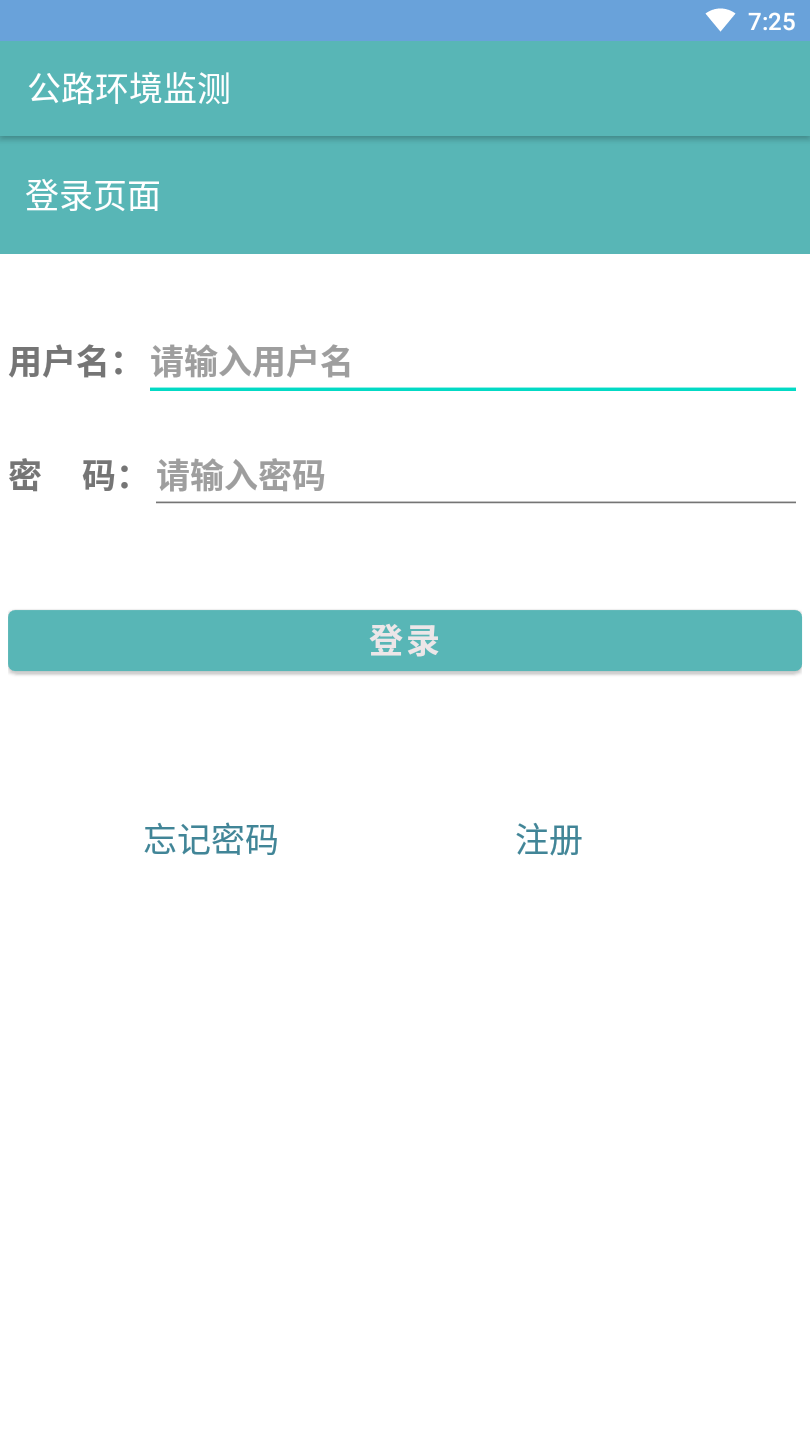 7:25
公路环境监测
登录页面
用户名： 请输入用户名
密    码： 请输入密码
登录
忘记密码 注册